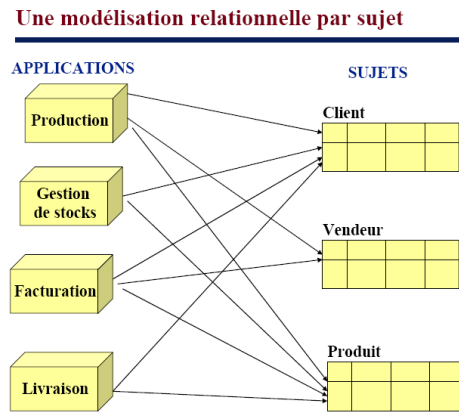 Une modélisation relationnelle par sujet
APPLICATIONS
SUJETS
Production
Gestion
de stocks
Facturation
Livraison
Client
Vendeur
Produit